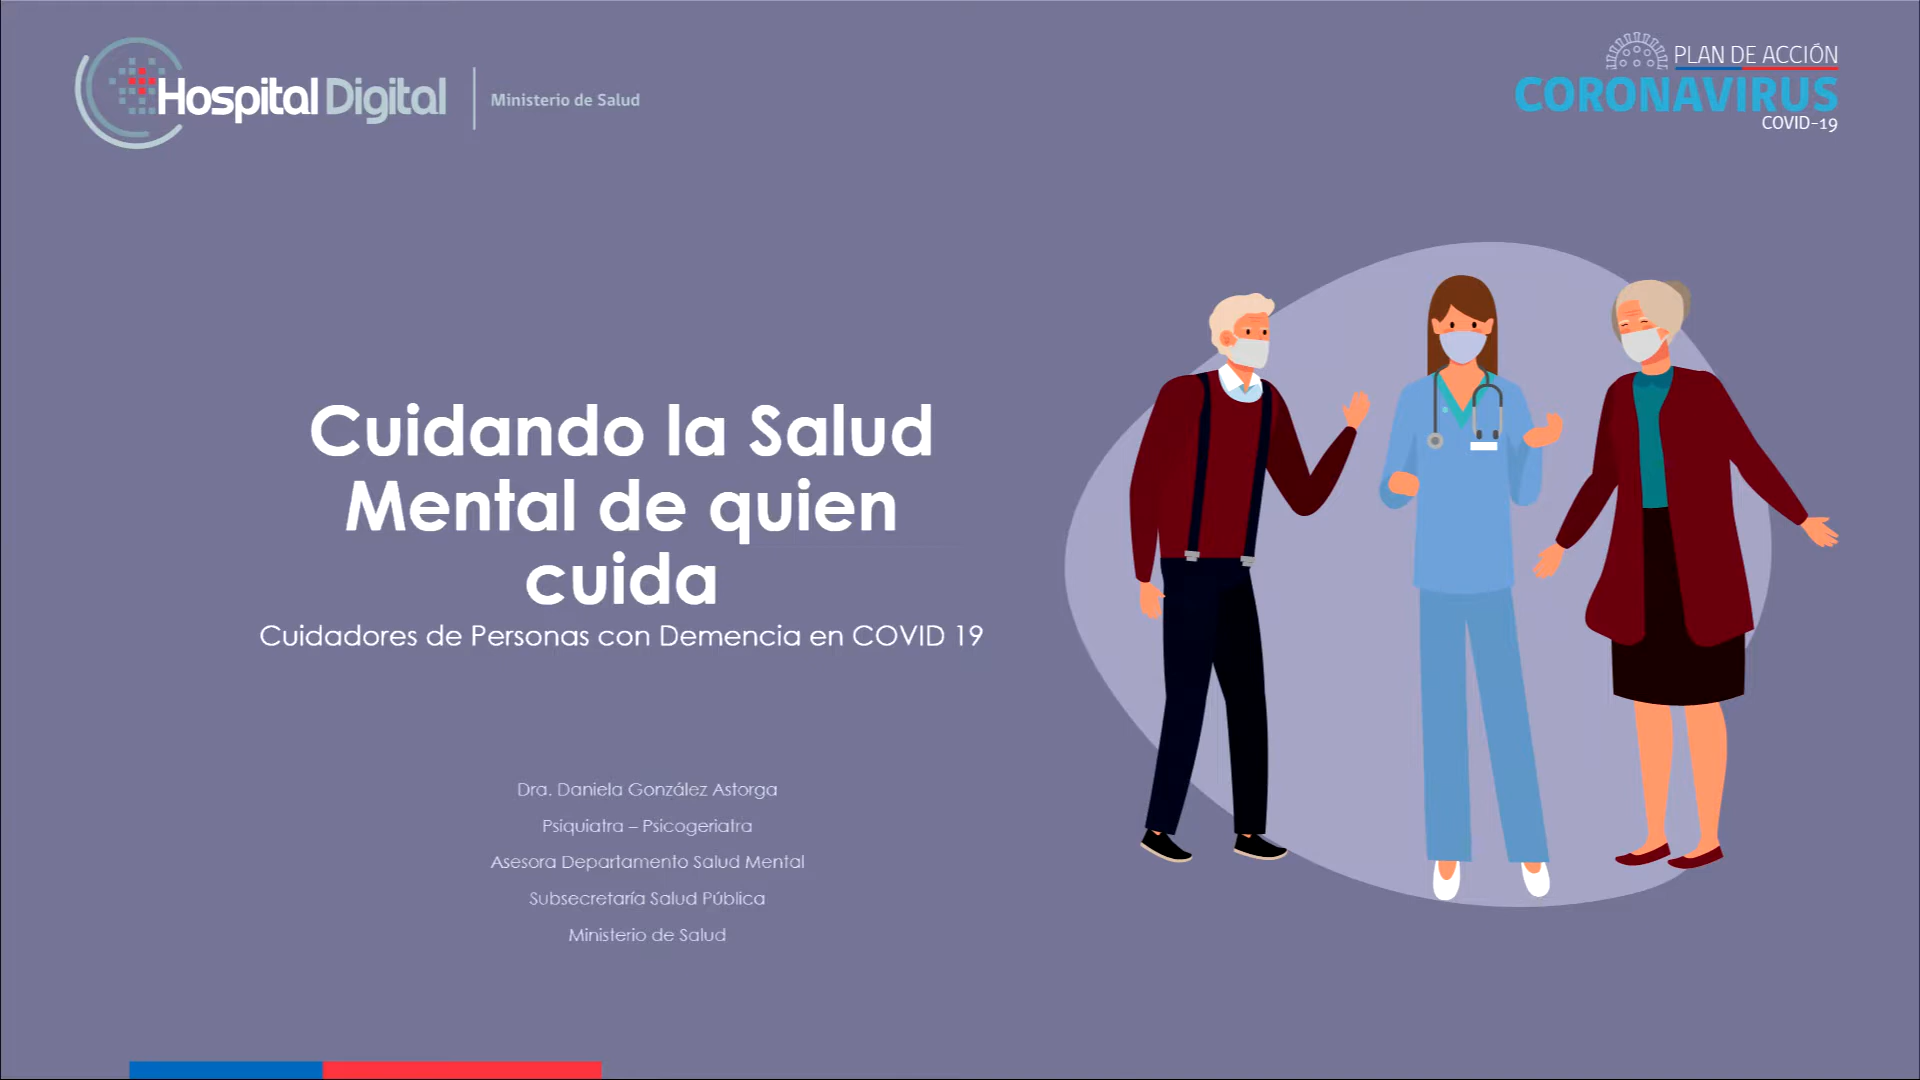 Hospital Digital
Ministerio de Salud
PLAN DE ACCIÓN
CORONAVIRUS
COVID-19
Cuidando la Salud
Mental de quien
cuida
Cuidadores de Personas con Demencia en COVID 19
Dra. Daniela González Astorga
Psiquiatra – Psicogeriatra
Asesora Departamento Salud Mental
Subsecretaría Salud Pública
Ministerio de Salud